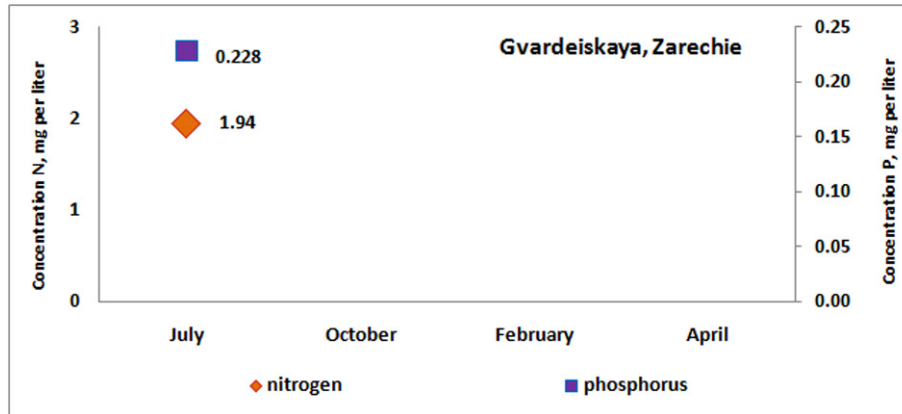 Gvardeiskaya, Zarechie
Concentration N, mg per liter
3
2
1
0
0.228
1.94
0.25
0.20
0.15
0.10
0.05
0.00
Concentration P, mg per liter
July October February April
nitrogen phosphorus